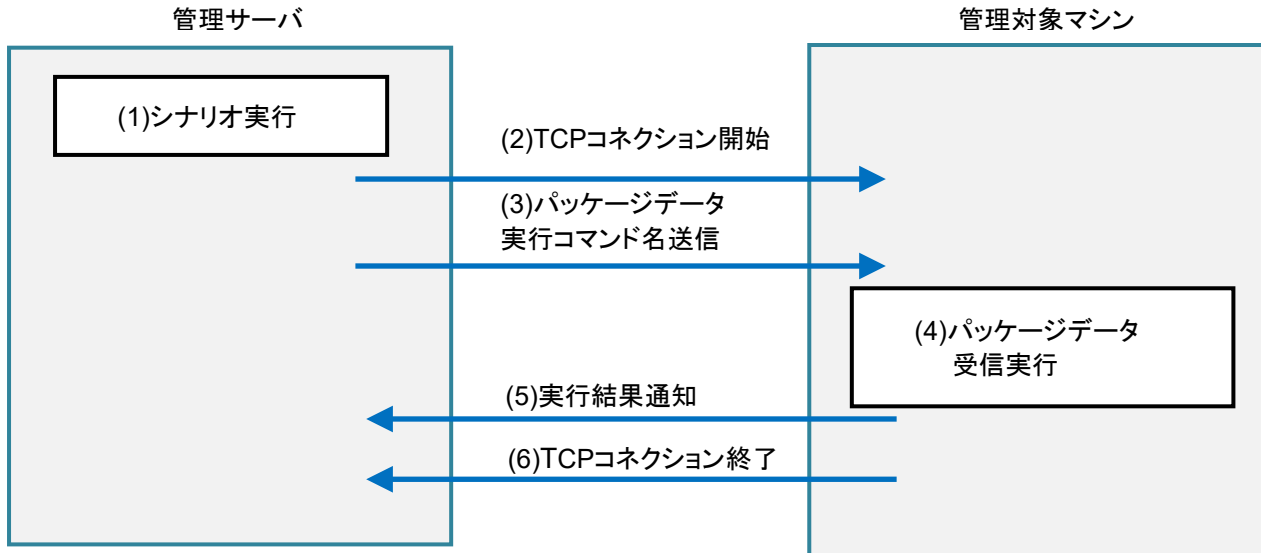 管理サーバ
管理対象マシン
(1)シナリオ実行
(2)TCPコネクション開始
(3)パッケージデータ
実行コマンド名送信
(4)パッケージデータ
受信実行
(5)実行結果通知
(6)TCPコネクション終了